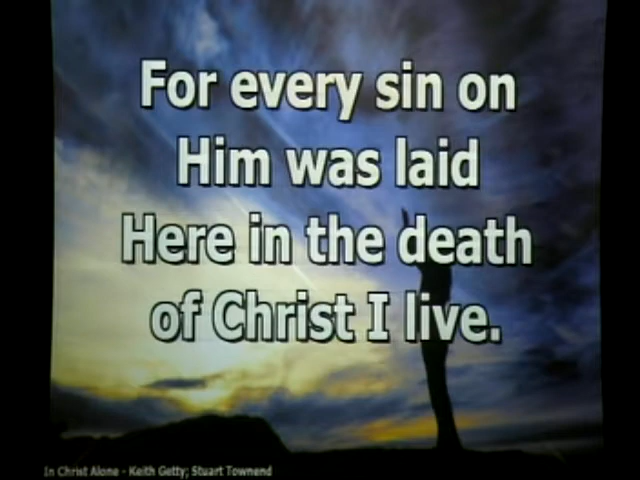 For every sin on
Him was laid
Here in the death
of Christ I live.
In Christ Alone - Keith Getty; Stuart Townend